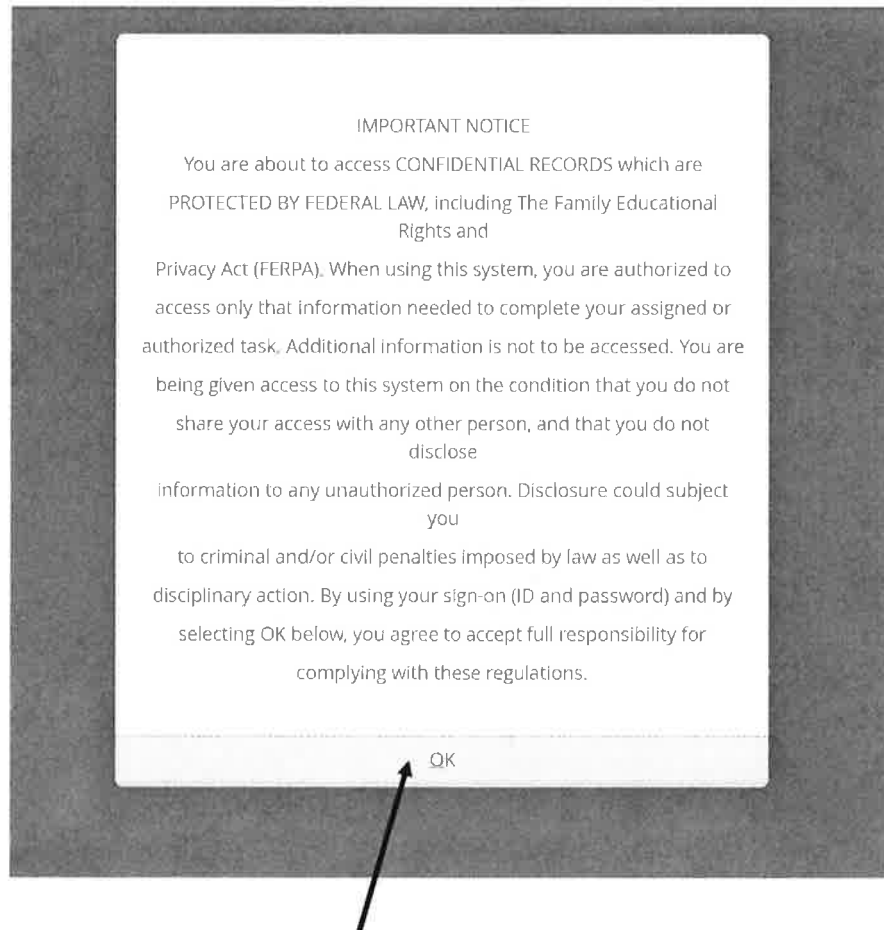 IMPORTANT NOTICE
You are about to access CONFIDENTIAL RECORDS which are
PROTECTED BY FEDERAL LAW, including The Family Educational
Rights and
Privacy Act (FERPA). When using this system, you are authorized to
access only that information needed to complete your assigned or
authorized task. Additional information is not to be accessed. You are
being given access to this system on the condition that you do not
share your access with any other person, and that you do not
disclose
information to any unauthorized person. Disclosure could subject
you
to criminal and/or civil penalties imposed by law as well as to
disciplinary action. By using your sign-on (ID and password) and by
selecting OK below, you agree to accept full responsibility for
complying with these regulations.
OK